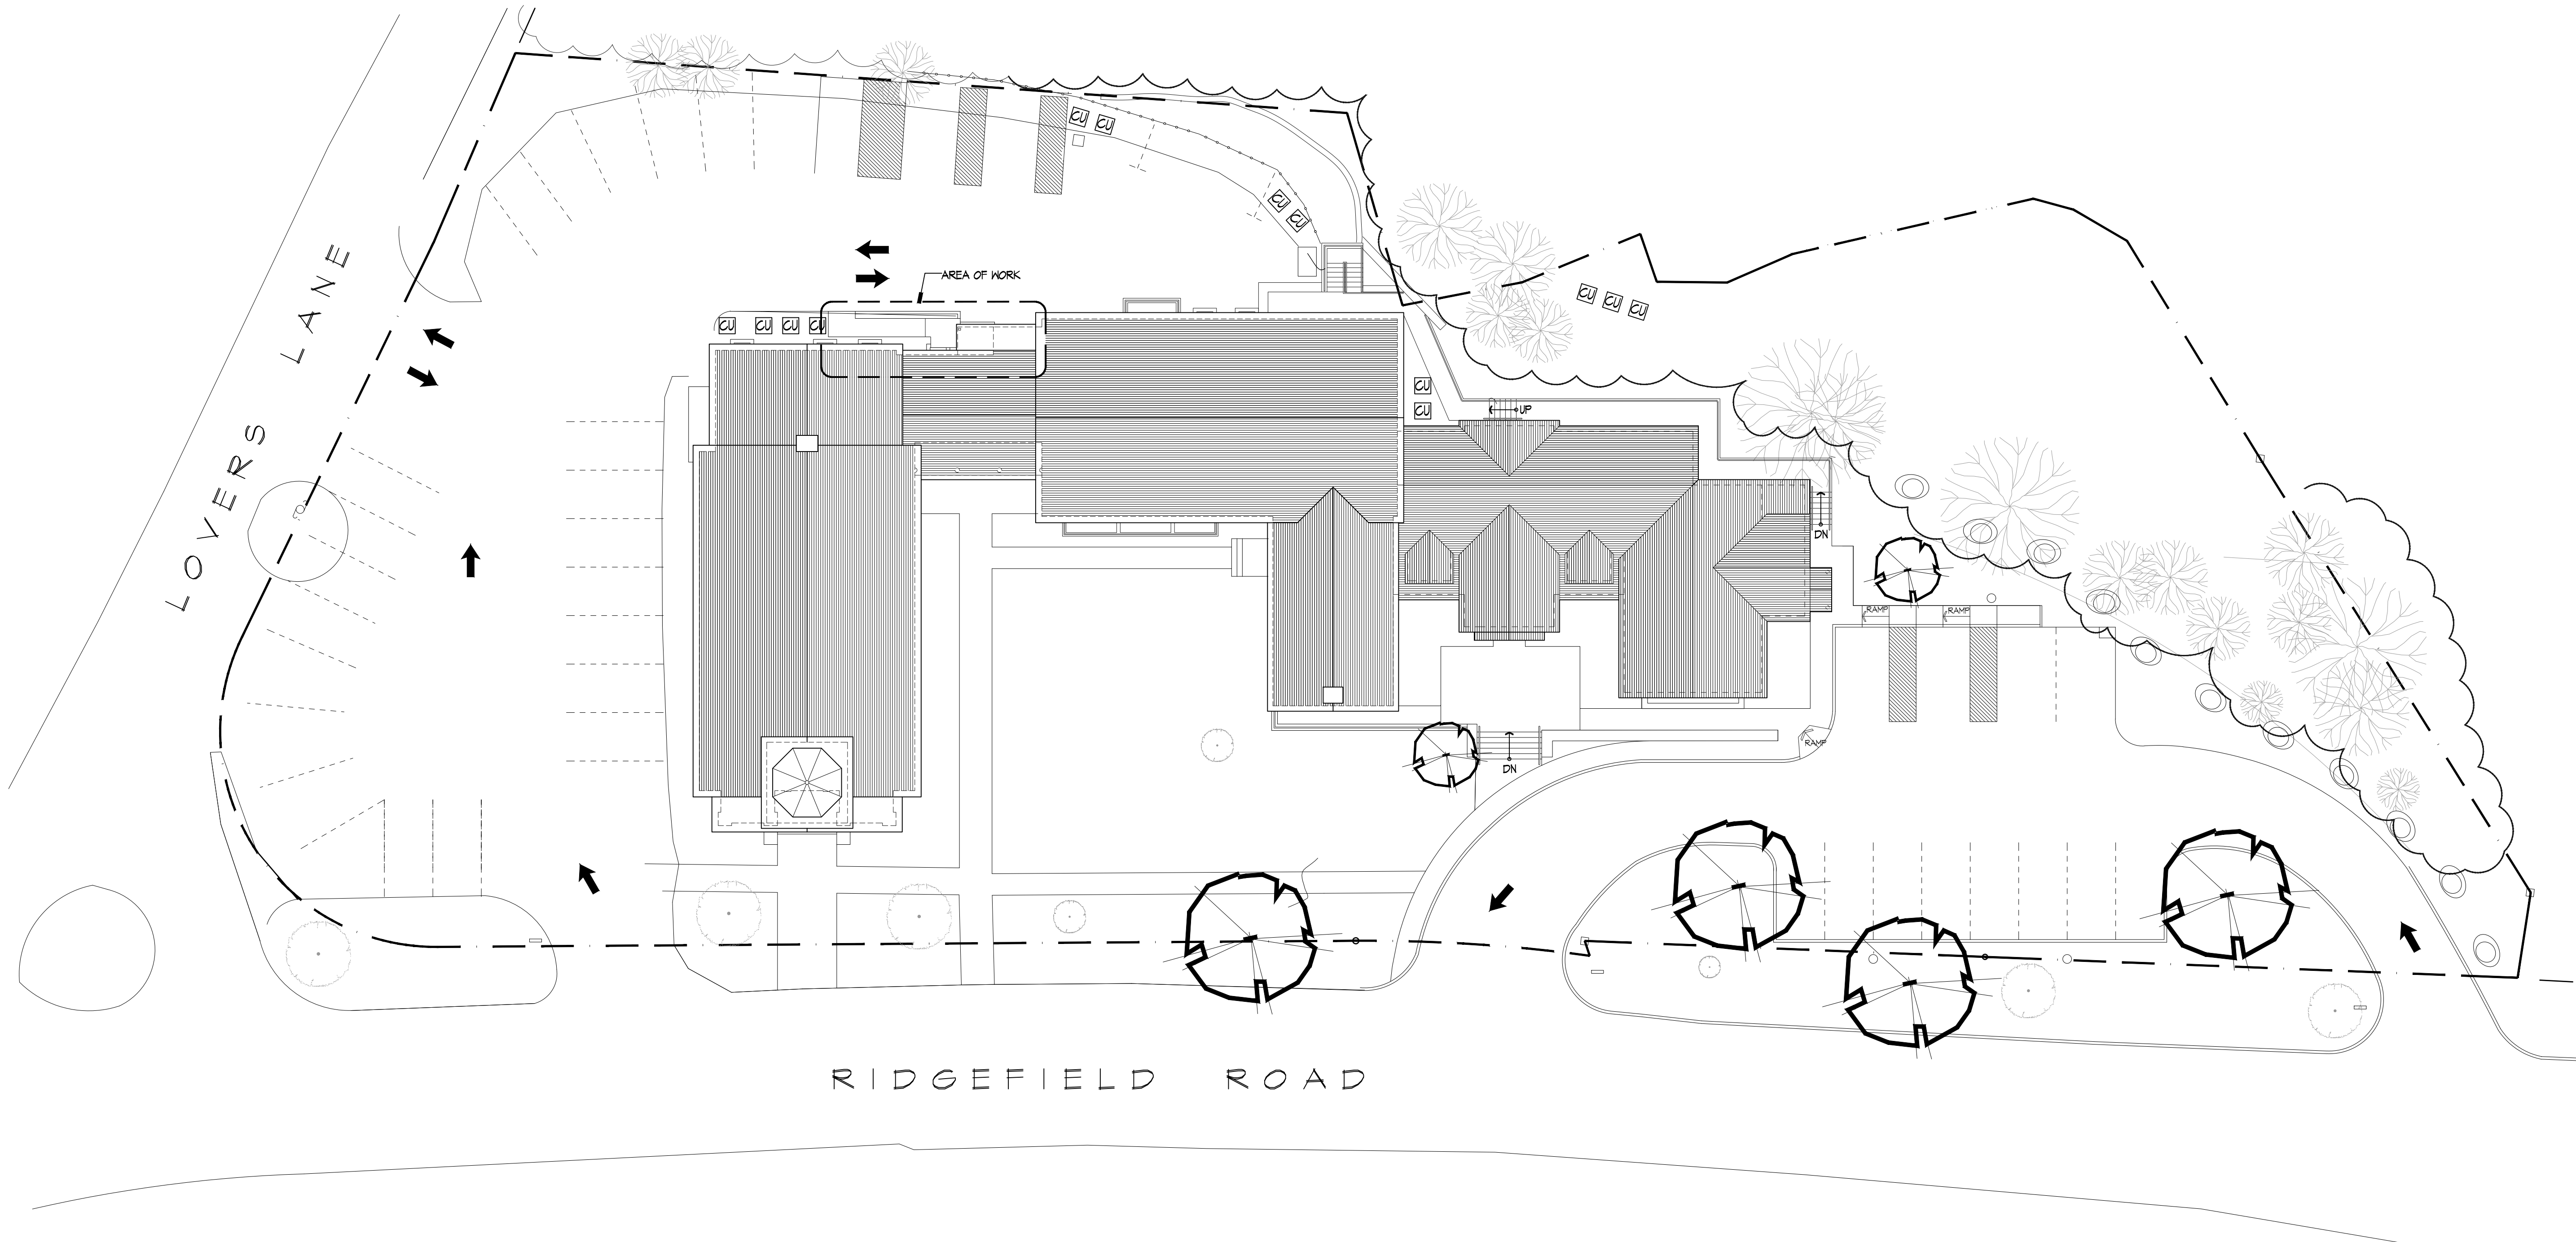 CU CU
CU CU
AREA OF WORK
LOVERS LANE
CU CU CU
CU CU CU CU
CU
CU
UP
DN
RAMP RAMP
RAMP
DN
RIDGEFIELD ROAD